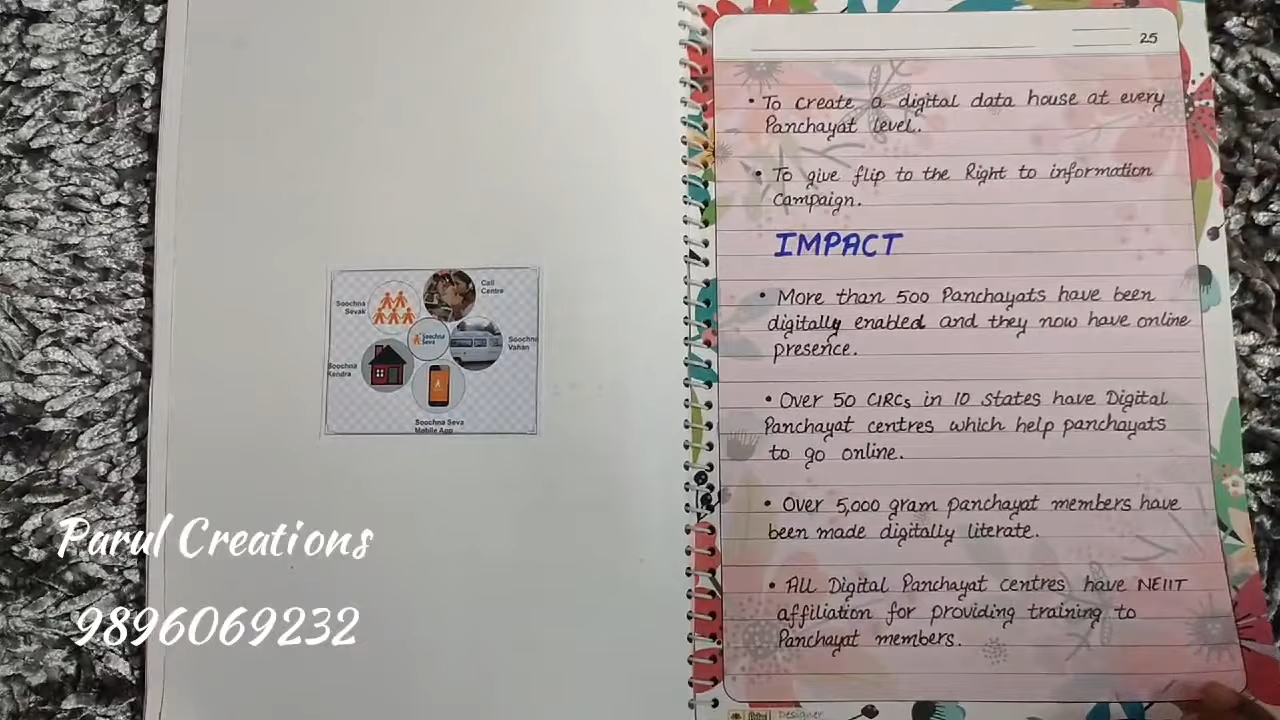 Soochna
Sevak
Call
Centre
Soochna
Seva
Soochna
Vahan
Soochna
Kendra
Soochna Seva
Mobile App
Parul Creations
9896069232
25
• To create a digital data house at every
Panchayat level.
• To give flip to the Right to information
Campaign.
IMPACT
• More than 500 Panchayats have been
digitally enabled and they now have online
presence.
• Over 50 CIRCs in 10 states have Digital
Panchayat centres which help panchayats
to go online.
• Over 5,000 gram panchayat members have
been made digitally literate.
• All Digital Panchayat centres have NEIIT
affiliation for providing training to
Panchayat members.
Designer